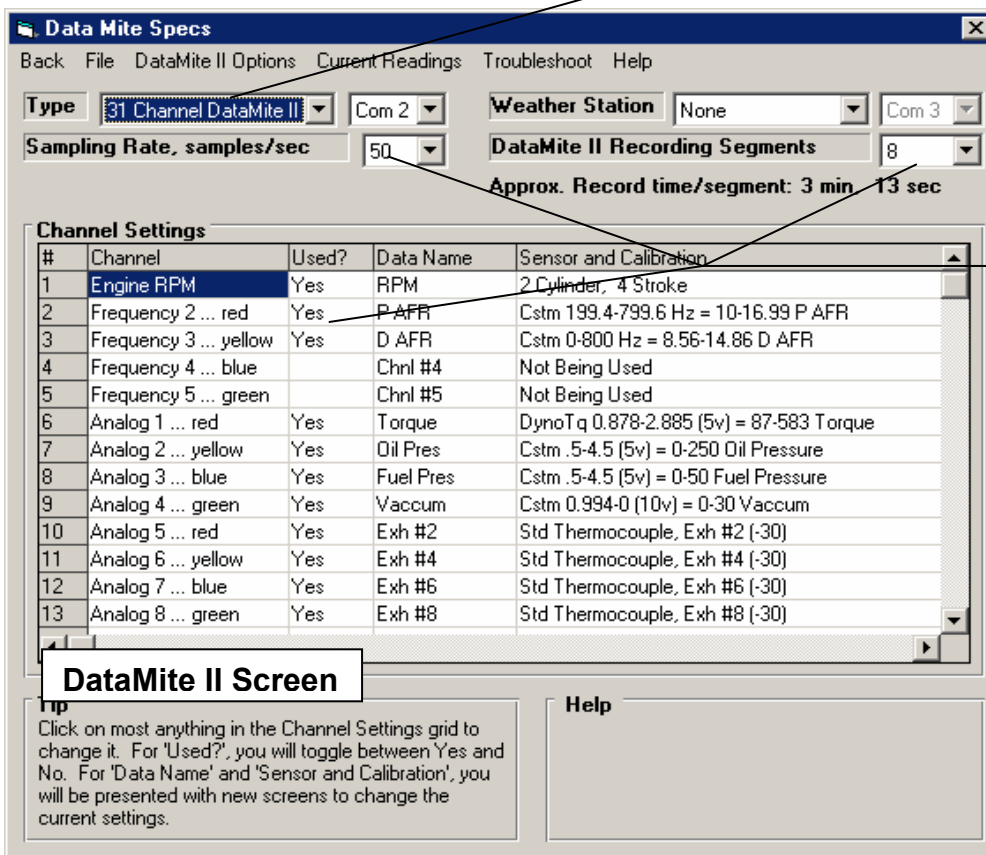 Data Mite Specs
Back File DataMite II Options Current Readings Troubleshoot Help
Type 31 Channel DataMite II Com 2 Weather Station None Com 3
Sampling Rate, samples/sec 50 DataMite II Recording Segments 8
Approx. Record time/segment: 3 min, 13 sec
Channel Settings
# Channel Used? Data Name Sensor and Calibration
1 Engine RPM Yes RPM 2 Cylinder, 4 Stroke
2 Frequency 2 ... red Yes P AFR Cstm 199.4-799.6 Hz = 10-16.99 P AFR
3 Frequency 3 ... yellow Yes D AFR Cstm 0-800 Hz = 8.56-14.86 D AFR
4 Frequency 4 ... blue Chnl #4 Not Being Used
5 Frequency 5 ... green Chnl #5 Not Being Used
6 Analog 1 ... red Yes Torque DynoTq 0.878-2.885 (5v) = 87-583 Torque
7 Analog 2 ... yellow Yes Oil Pres Cstm .5-4.5 (5v) = 0-250 Oil Pressure
8 Analog 3 ... blue Yes Fuel Pres Cstm .5-4.5 (5v) = 0-50 Fuel Pressure
9 Analog 4 ... green Yes Vaccum Cstm 0.994-0 (10v) = 0-30 Vaccum
10 Analog 5 ... red Yes Exh #2 Std Thermocouple, Exh #2 (-30)
11 Analog 6 ... yellow Yes Exh #4 Std Thermocouple, Exh #4 (-30)
12 Analog 7 ... blue Yes Exh #6 Std Thermocouple, Exh #6 (-30)
13 Analog 8 ... green Yes Exh #8 Std Thermocouple, Exh #8 (-30)
DataMite II Screen
Tip
Click on most anything in the Channel Settings grid to
change it. For 'Used?', you will toggle between Yes and
No. For 'Data Name' and 'Sensor and Calibration', you
will be presented with new screens to change the
current settings.
Help